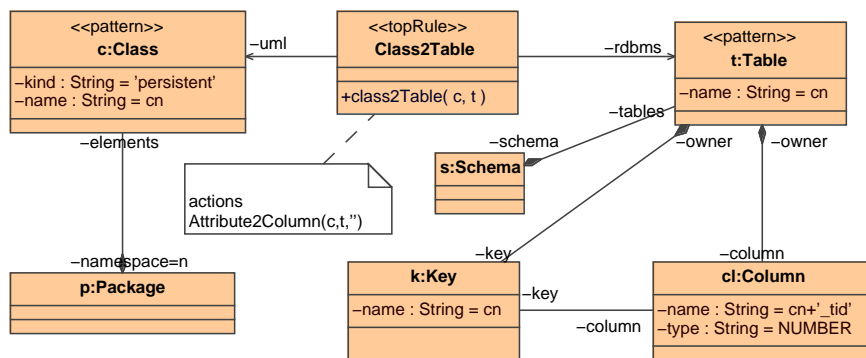 <<pattern>>
c:Class
–kind : String = 'persistent'
–name : String = cn
–uml
<<topRule>>
Class2Table
+class2Table( c, t )
–rdbms
<<pattern>>
t:Table
–name : String = cn
–elements
–tables
–schema
–owner
–owner
s:Schema
actions
Attribute2Column(c,t,'')
–namespace=n
p:Package
–key
–column
k:Key
–name : String = cn
–key
–column
cl:Column
–name : String = cn+'_tid'
–type : String = NUMBER